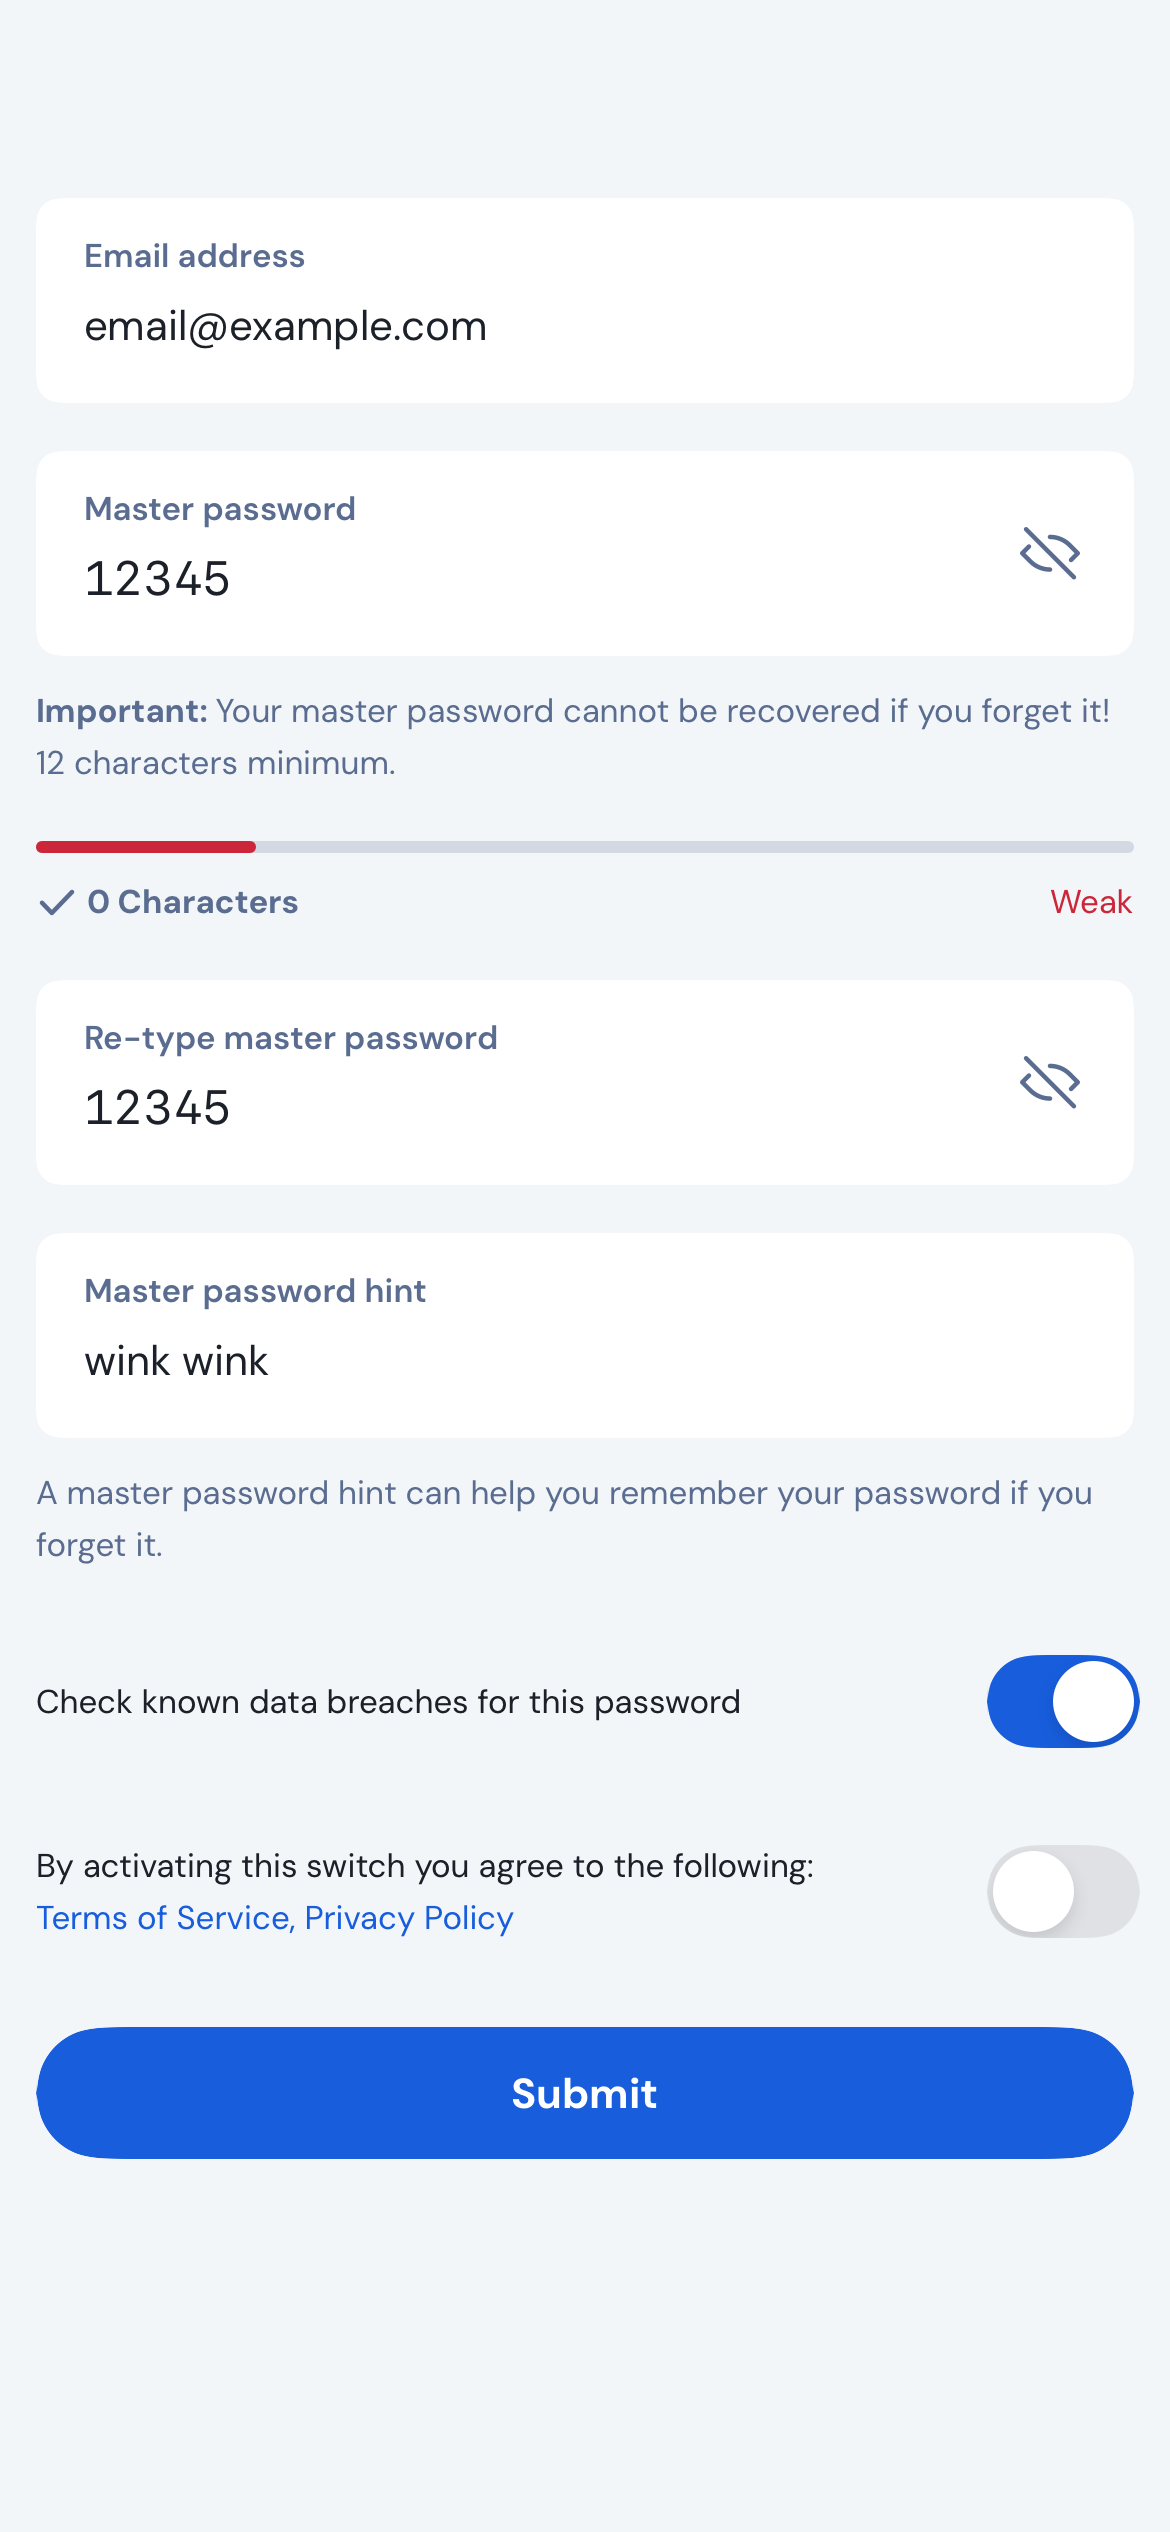 Email address
email@example.com
Master password
12345
Important: Your master password cannot be recovered if you forget it!
12 characters minimum.
0 Characters
Weak
Re-type master password
12345
Master password hint
wink wink
A master password hint can help you remember your password if you
forget it.
Check known data breaches for this password
By activating this switch you agree to the following:
Terms of Service, Privacy Policy
Submit